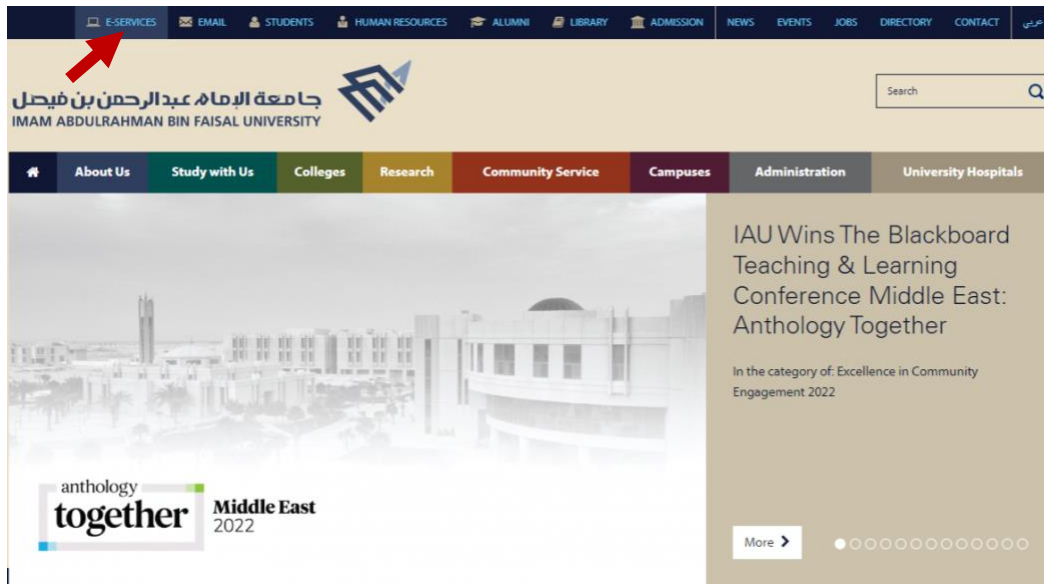 E-SERVICES EMAIL STUDENTS HUMAN RESOURCES ALUMNI LIBRARY ADMISSION NEWS EVENTS JOBS DIRECTORY CONTACT عربي
جامعة الإمام عبدالرحمن بن فيصل
IMAM ABDULRAHMAN BIN FAISAL UNIVERSITY
Search
About Us Study with Us Colleges Research Community Service Campuses Administration University Hospitals
IAU Wins The Blackboard
Teaching & Learning
Conference Middle East:
Anthology Together
In the category of: Excellence in Community
Engagement 2022
anthology
together
Middle East
2022
More